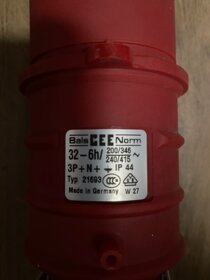 Bals CEE Norm
32-6h/ 200/346 240/415 ~
3P+N+⏚ IP 44
Typ 21693
Made in Germany W 27